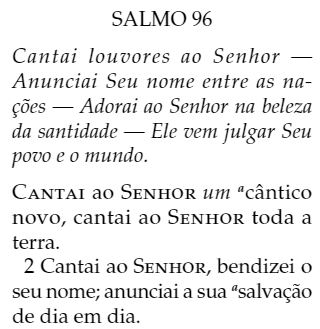 SALMO 96
Cantai louvores ao Senhor —
Anunciai Seu nome entre as na-
ções — Adorai ao Senhor na beleza
da santidade — Ele vem julgar Seu
povo e o mundo.
CANTAI ao SENHOR um ᵃcântico
novo, cantai ao SENHOR toda a
terra.
2 Cantai ao SENHOR, bendizei o
seu nome; anunciai a sua ᵃsalvação
de dia em dia.